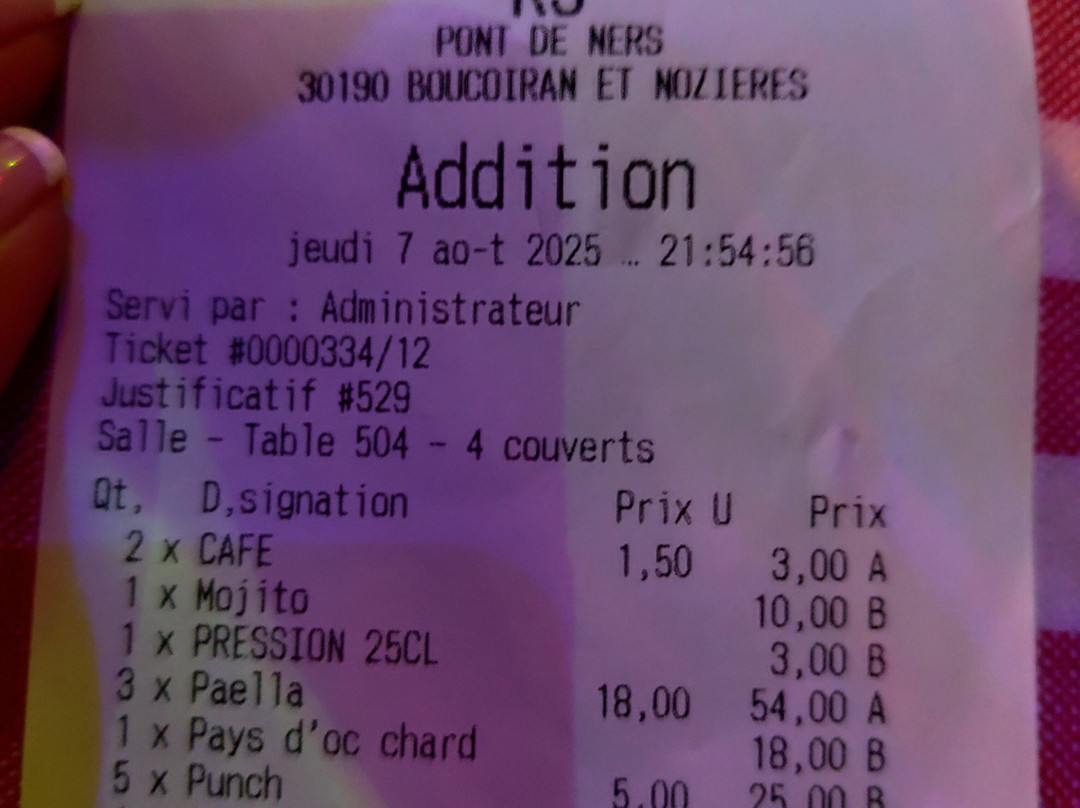 PONT DE NERS
30190 BOUCOIRAN ET NOZIERES
Addition
jeudi 7 ao-t 2025 … 21:54:56
Servi par : Administrateur
Ticket #0000334/12
Justificatif #529
Salle - Table 504 - 4 couverts
Qt, D,signation Prix U Prix
2 x CAFE 1,50 3,00 A
1 x Mojito 10,00 B
1 x PRESSION 25CL 3,00 B
3 x Paella 18,00 54,00 A
1 x Pays d'oc chard 18,00 B
5 x Punch 5,00 25,00 B